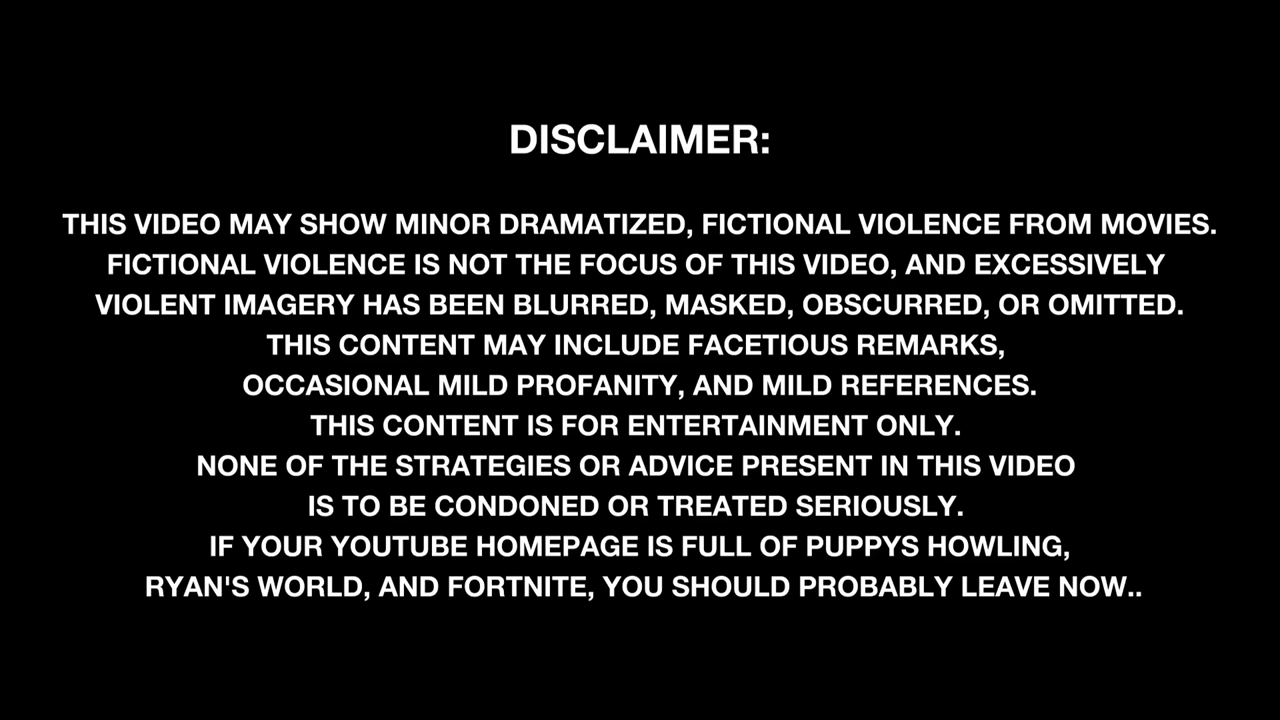 DISCLAIMER:
THIS VIDEO MAY SHOW MINOR DRAMATIZED, FICTIONAL VIOLENCE FROM MOVIES.
FICTIONAL VIOLENCE IS NOT THE FOCUS OF THIS VIDEO, AND EXCESSIVELY
VIOLENT IMAGERY HAS BEEN BLURRED, MASKED, OBSCURRED, OR OMITTED.
THIS CONTENT MAY INCLUDE FACETIOUS REMARKS,
OCCASIONAL MILD PROFANITY, AND MILD REFERENCES.
THIS CONTENT IS FOR ENTERTAINMENT ONLY.
NONE OF THE STRATEGIES OR ADVICE PRESENT IN THIS VIDEO
IS TO BE CONDONED OR TREATED SERIOUSLY.
IF YOUR YOUTUBE HOMEPAGE IS FULL OF PUPPYS HOWLING,
RYAN'S WORLD, AND FORTNITE, YOU SHOULD PROBABLY LEAVE NOW..